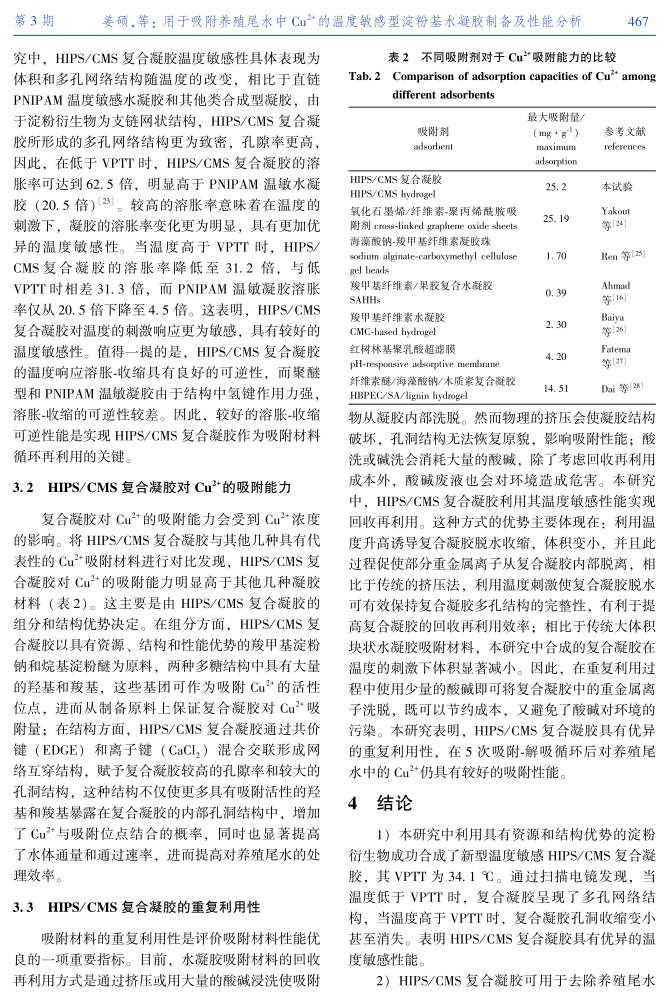 第 3 期 姜硕,等: 用于吸附养殖尾水中 Cu²⁺的温度敏感型淀粉基水凝胶制备及性能分析 467
究中，HIPS/CMS 复合凝胶温度敏感性具体表现为
体积和多孔网络结构随温度的改变，相比于直链
PNIPAM 温度敏感水凝胶和其他类合成型凝胶，由
于淀粉衍生物为支链网状结构，HIPS/CMS 复合凝
胶所形成的多孔网络结构更为致密，孔隙率更高，
因此，在低于 VPTT 时，HIPS/CMS 复合凝胶的溶
胀率可达到 62.5 倍，明显高于 PNIPAM 温敏水凝
胶（20.5 倍）[23]。较高的溶胀率意味着在温度的
刺激下，凝胶的溶胀率变化更为明显，具有更加优
异的温度敏感性。当温度高于 VPTT 时，HIPS/
CMS 复合凝胶的溶胀率降低至 31.2 倍，与低
VPTT 时相差 31.3 倍，而 PNIPAM 温敏凝胶溶胀
率仅从 20.5 倍下降至 4.5 倍。这表明，HIPS/CMS
复合凝胶对温度的刺激响应更为敏感，具有较好的
温度敏感性。值得一提的是，HIPS/CMS 复合凝胶
的温度响应溶胀-收缩具有良好的可逆性，而聚醚
型和 PNIPAM 温敏凝胶由于结构中氢键作用力强，
溶胀-收缩的可逆性较差。因此，较好的溶胀-收缩
可逆性能是实现 HIPS/CMS 复合凝胶作为吸附材料
循环再利用的关键。
3.2 HIPS/CMS 复合凝胶对 Cu²⁺的吸附能力
复合凝胶对 Cu²⁺的吸附能力会受到 Cu²⁺浓度
的影响。将 HIPS/CMS 复合凝胶与其他几种具有代
表性的 Cu²⁺吸附材料进行对比发现，HIPS/CMS 复
合凝胶对 Cu²⁺的吸附能力明显高于其他几种凝胶
材料（表 2）。这主要是由 HIPS/CMS 复合凝胶的
组分和结构优势决定。在组分方面，HIPS/CMS 复
合凝胶以具有资源、结构和性能优势的羧甲基淀粉
钠和烷基淀粉醚为原料，两种多糖结构中具有大量
的羟基和羧基，这些基团可作为吸附 Cu²⁺的活性
位点，进而从制备原料上保证复合凝胶对 Cu²⁺吸
附量；在结构方面，HIPS/CMS 复合凝胶通过共价
键（EDGE）和离子键（CaCl₂）混合交联形成网
络互穿结构，赋予复合凝胶较高的孔隙率和较大的
孔洞结构，这种结构不仅使更多具有吸附活性的羟
基和羧基暴露在复合凝胶的内部孔洞结构中，增加
了 Cu²⁺与吸附位点结合的概率，同时也显著提高
了水体通量和通过速率，进而提高对养殖尾水的处
理效率。
3.3 HIPS/CMS 复合凝胶的重复利用性
吸附材料的重复利用性是评价吸附材料性能优
良的一项重要指标。目前，水凝胶吸附材料的回收
再利用方式是通过挤压或用大量的酸碱浸洗使吸附
表 2 不同吸附剂对于 Cu²⁺吸附能力的比较
Tab. 2 Comparison of adsorption capacities of Cu²⁺ among
different adsorbents
吸附剂 adsorbent 最大吸附量/(mg·g⁻¹) maximum adsorption 参考文献 references
HIPS/CMS 复合凝胶
HIPS/CMS hydrogel 25.2 本试验
氧化石墨烯/纤维素-聚丙烯酰胺吸
附剂 cross-linked graphene oxide sheets 25.19 Yakout 等[24]
海藻酸钠-羧甲基纤维素凝胶珠
sodium alginate-carboxymethyl cellulose
gel beads 1.70 Ren 等[25]
羧甲基纤维素/果胶复合水凝胶
SAHHs 0.39 Ahmad 等[16]
羧甲基纤维素水凝胶
CMC-based hydrogel 2.30 Baiya 等[26]
红树林基聚乳酸超滤膜
pH-responsive adsorptive membrane 4.20 Fatema 等[27]
纤维素醚/海藻酸钠/木质素复合凝胶
HBPEC/SA/lignin hydrogel 14.51 Dai 等[28]
物从凝胶内部洗脱。然而物理的挤压会使凝胶结构
破坏，孔洞结构无法恢复原貌，影响吸附性能；酸
洗或碱洗会消耗大量的酸碱，除了考虑回收再利用
成本外，酸碱废液也会对环境造成危害。本研究
中，HIPS/CMS 复合凝胶利用其温度敏感性能实现
回收再利用。这种方式的优势主要体现在：利用温
度升高诱导复合凝胶脱水收缩，体积变小，并且此
过程促使部分重金属离子从复合凝胶内部脱离，相
比于传统的挤压法，利用温度刺激使复合凝胶脱水
可有效保持复合凝胶多孔结构的完整性，有利于提
高复合凝胶的回收再利用效率；相比于传统大体积
块状水凝胶吸附材料，本研究中合成的复合凝胶在
温度的刺激下体积显著减小。因此，在重复利用过
程中使用少量的酸碱即可将复合凝胶中的重金属离
子洗脱，既可以节约成本，又避免了酸碱对环境的
污染。本研究表明，HIPS/CMS 复合凝胶具有优异
的重复利用性，在 5 次吸附-解吸循环后对养殖尾
水中的 Cu²⁺仍具有较好的吸附性能。
4 结论
1）本研究中利用具有资源和结构优势的淀粉
衍生物成功合成了新型温度敏感 HIPS/CMS 复合凝
胶，其 VPTT 为 34.1 ℃。通过扫描电镜发现，当
温度低于 VPTT 时，复合凝胶呈现了多孔网络结
构，当温度高于 VPTT 时，复合凝胶孔洞收缩变小
甚至消失。表明 HIPS/CMS 复合凝胶具有优异的温
度敏感性能。
2）HIPS/CMS 复合凝胶可用于去除养殖尾水